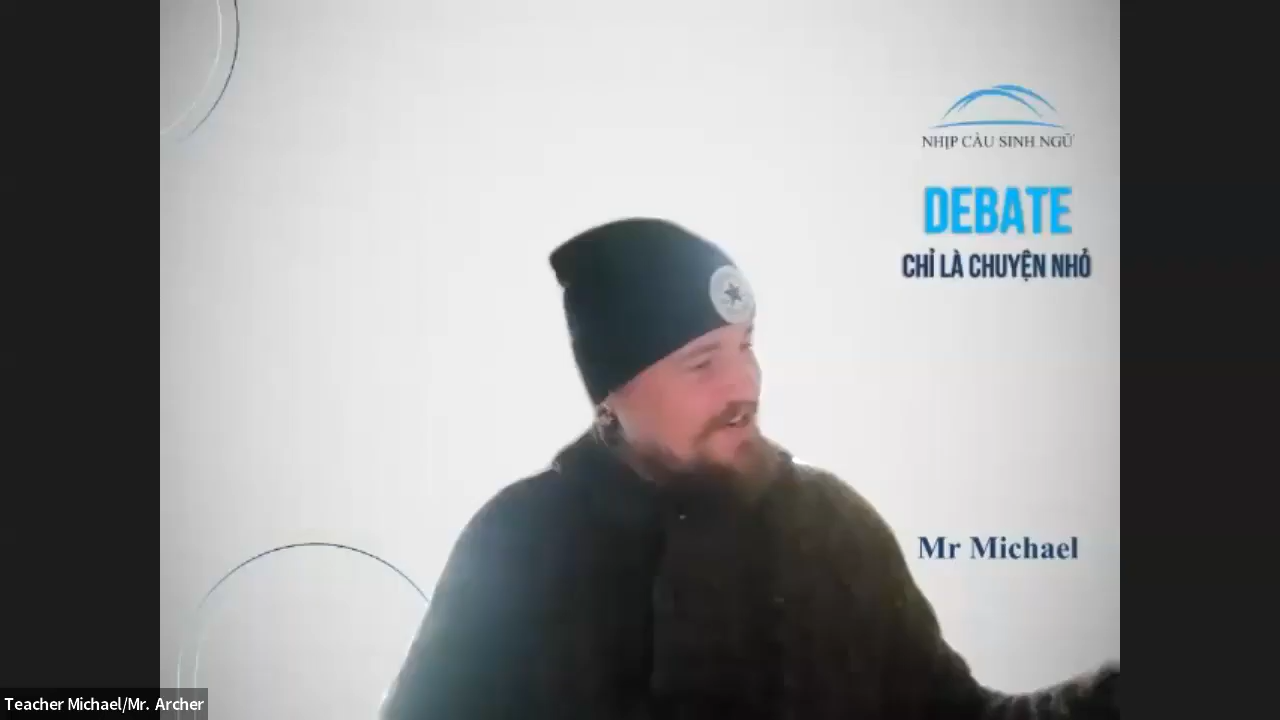 NHỊP CẦU SINH NGỮ
DEBATE
CHỈ LÀ CHUYỆN NHỎ
Mr Michael
Teacher Michael/Mr. Archer